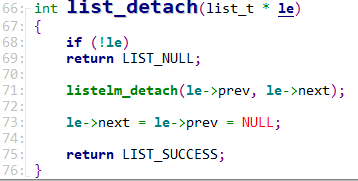 66: int list_detach(list_t * le)
67: {
68: if (!le)
69: return LIST_NULL;
70:
71: listelm_detach(le->prev, le->next);
72:
73: le->next = le->prev = NULL;
74:
75: return LIST_SUCCESS;
76: }